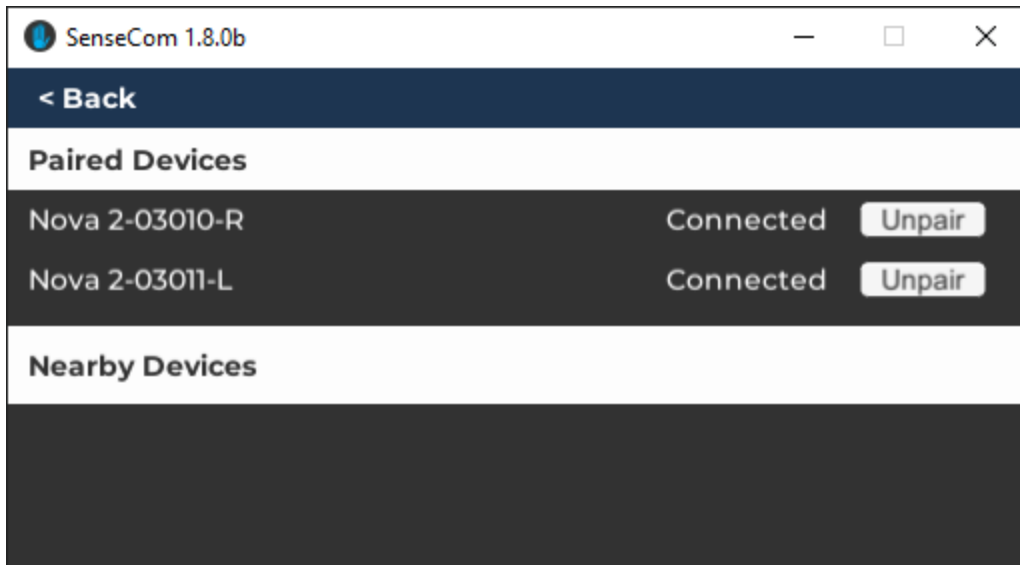 SenseCom 1.8.0b
< Back
Paired Devices
Nova 2-03010-R Connected Unpair
Nova 2-03011-L Connected Unpair
Nearby Devices